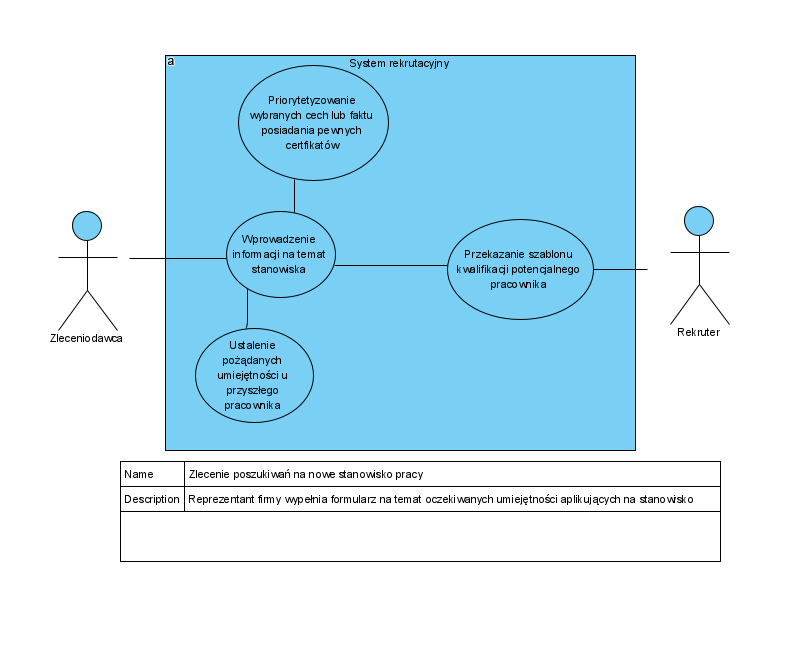 a
System rekrutacyjny
Priorytetyzowanie
wybranych cech lub faktu
posiadania pewnych
certfikatów
Wprowadzenie
informacji na temat
stanowiska
Przekazanie szablonu
kwalifikacji potencjalnego
pracownika
Zleceniodawca
Rekruter
Ustalenie
pożądanych
umiejętności u
przyszłego
pracownika
Name
Zlecenie poszukiwań na nowe stanowisko pracy
Description
Reprezentant firmy wypełnia formularz na temat oczekiwanych umiejętności aplikujących na stanowisko